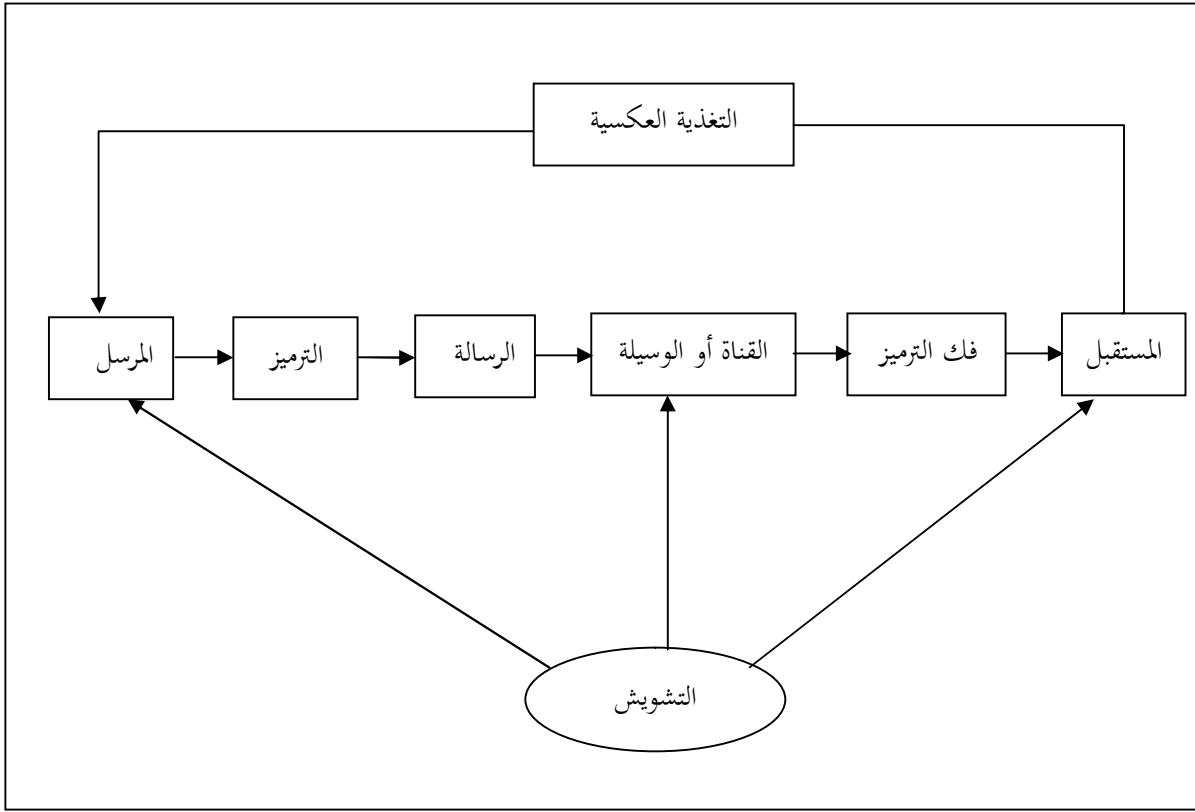 التغذية العكسية
المرسل
الترميز
الرسالة
القناة أو الوسيلة
فك الترميز
المستقبل
التشويش